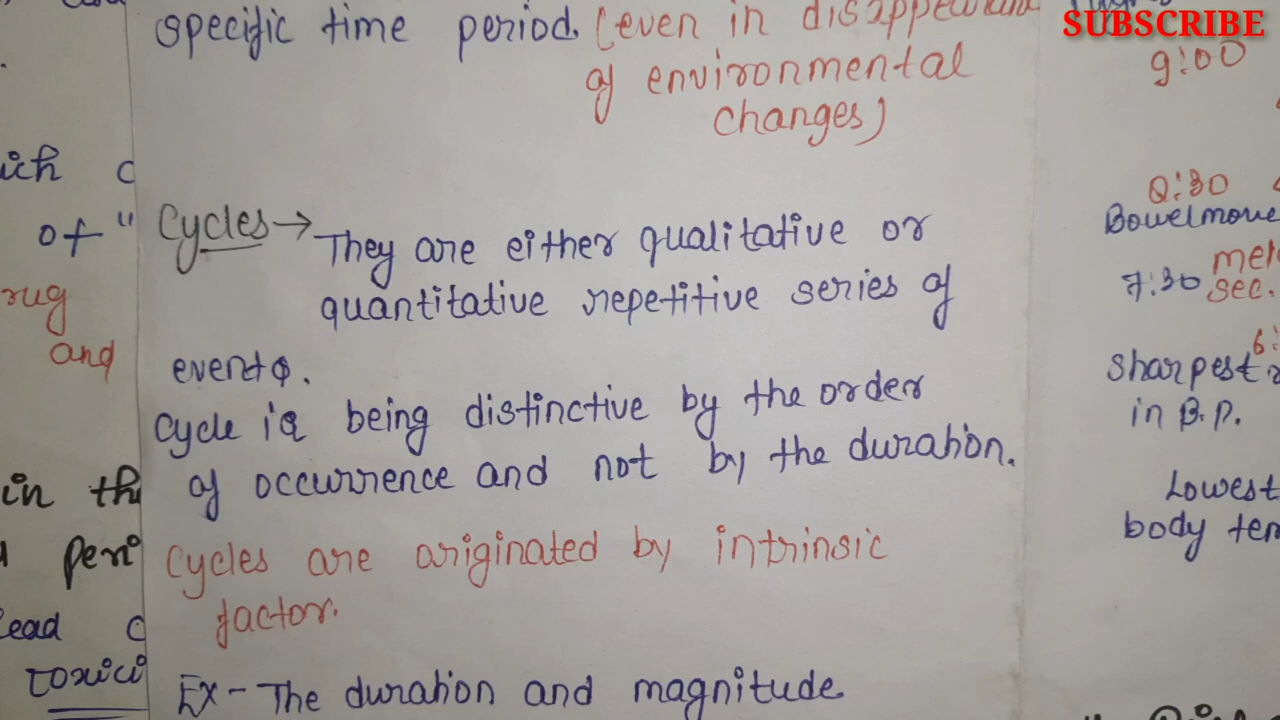 specific time period. (even in
of environmental
changes)
Cycles → They are either qualitative or
quantitative repetitive series of
events.
Cycle is being distinctive by the order
of occurrence and not by the duration.
Cycles are originated by intrinsic
factor.
Ex - The duration and magnitude
ich
of "
rug
and
in
toxici
SUBSCRIBE
9:00
Bowel
7:30
sec.
sharpest
in B.P.
Lowest
body